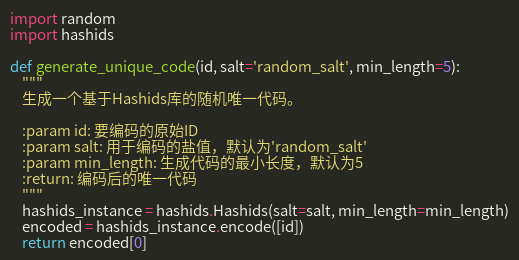 import random
import hashids
def generate_unique_code(id, salt='random_salt', min_length=5):
"""
生成一个基于Hashids库的随机唯一代码。
:param id: 要编码的原始ID
:param salt: 用于编码的盐值，默认为'random_salt'
:param min_length: 生成代码的最小长度，默认为5
:return: 编码后的唯一代码
"""
hashids_instance = hashids.Hashids(salt=salt, min_length=min_length)
encoded = hashids_instance.encode([id])
return encoded[0]